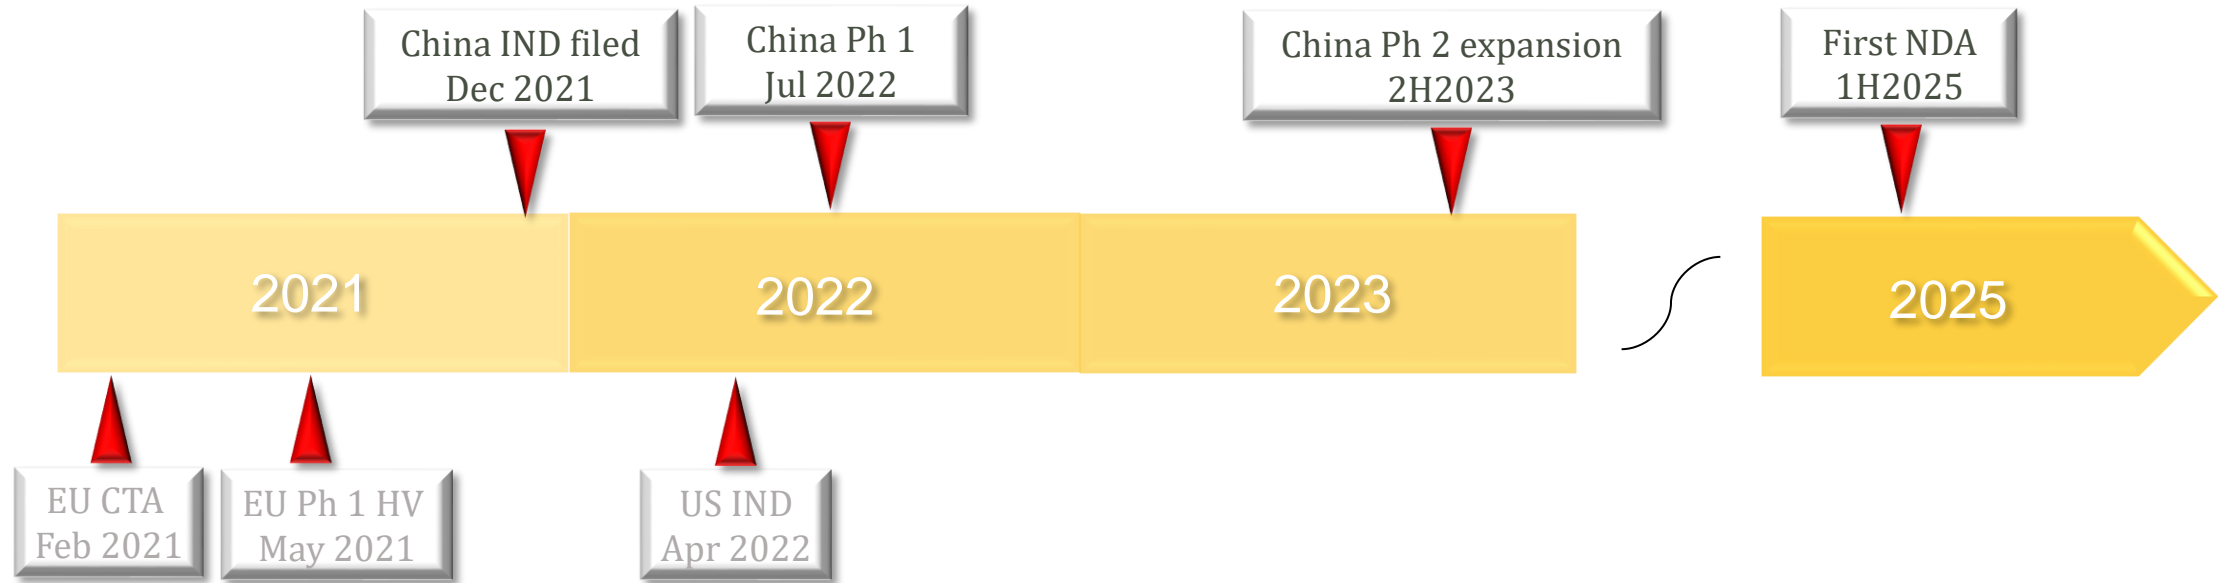 China IND filed
Dec 2021
China Ph 1
Jul 2022
China Ph 2 expansion
2H2023
First NDA
1H2025
2021
2022
2023
2025
EU CTA
Feb 2021
EU Ph 1 HV
May 2021
US IND
Apr 2022